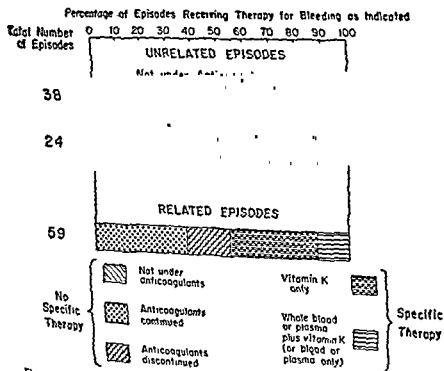 Percentage of Episodes Receiving Therapy for Bleeding as Indicated
Total Number of Episodes
0 10 20 30 40 50 60 70 80 90 100
UNRELATED EPISODES
Not under
38
24
RELATED EPISODES
59
No Specific Therapy
Not under anticoagulants
Anticoagulants continued
Anticoagulants discontinued
Vitamin K only
Whole blood or plasma plus vitamin K (or blood or plasma only)
Specific Therapy